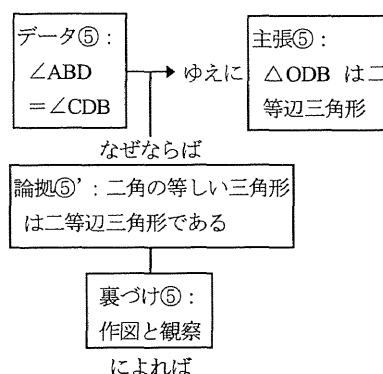 データ⑤：
∠ABD
＝∠CDB
ゆえに
主張⑤：
△ODB は二
等辺三角形
なぜならば
論拠⑤’：二角の等しい三角形
は二等辺三角形である
裏づけ⑤：
作図と観察
によれば